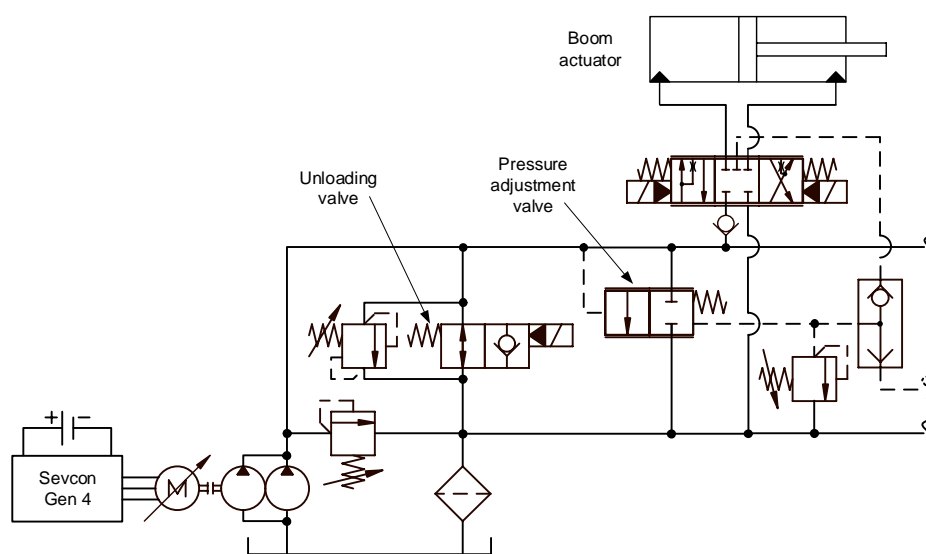 Boom
actuator
Pressure
adjustment
valve
Unloading
valve
+ −
Sevcon
Gen 4
M